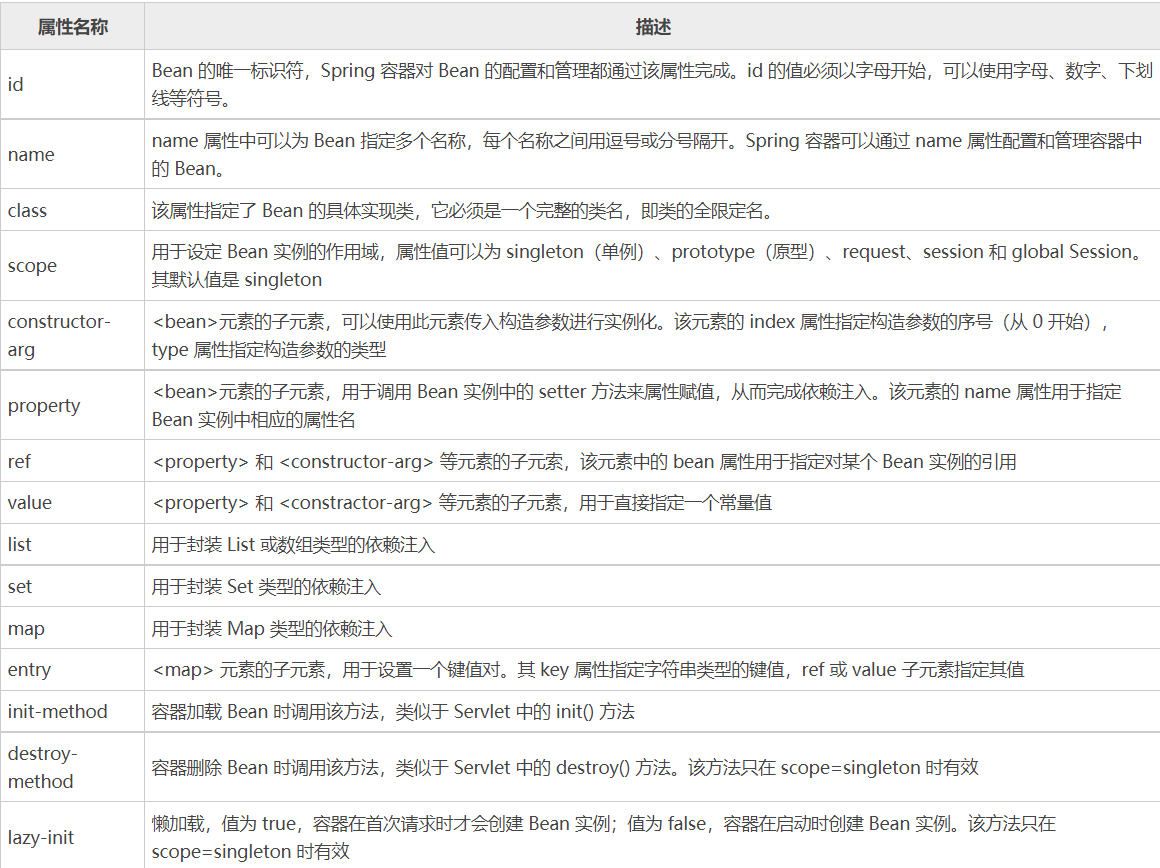 属性名称 描述
id
Bean 的唯一标识符，Spring 容器对 Bean 的配置和管理都通过该属性完成。id 的值必须以字母开始，可以使用字母、数字、下划
线等符号。
name
name 属性中可以为 Bean 指定多个名称，每个名称之间用逗号或分号隔开。Spring 容器可以通过 name 属性配置和管理容器中
的 Bean。
class
该属性指定了 Bean 的具体实现类，它必须是一个完整的类名，即类的全限定名。
scope
用于设定 Bean 实例的作用域，属性值可以为 singleton（单例）、prototype（原型）、request、session 和 global Session。
其默认值是 singleton
constructor-
arg
<bean>元素的子元素，可以使用此元素传入构造参数进行实例化。该元素的 index 属性指定构造参数的序号（从 0 开始），
type 属性指定构造参数的类型
property
<bean>元素的子元素，用于调用 Bean 实例中的 setter 方法来属性赋值，从而完成依赖注入。该元素的 name 属性用于指定
Bean 实例中相应的属性名
ref
<property> 和 <constructor-arg> 等元素的子元索，该元素中的 bean 属性用于指定对某个 Bean 实例的引用
value
<property> 和 <constractor-arg> 等元素的子元素，用于直接指定一个常量值
list
用于封装 List 或数组类型的依赖注入
set
用于封装 Set 类型的依赖注入
map
用于封装 Map 类型的依赖注入
entry
<map> 元素的子元素，用于设置一个键值对。其 key 属性指定字符串类型的键值，ref 或 value 子元素指定其值
init-method
容器加载 Bean 时调用该方法，类似于 Servlet 中的 init() 方法
destroy-
method
容器删除 Bean 时调用该方法，类似于 Servlet 中的 destroy() 方法。该方法只在 scope=singleton 时有效
lazy-init
懒加载，值为 true，容器在首次请求时才会创建 Bean 实例；值为 false，容器在启动时创建 Bean 实例。该方法只在
scope=singleton 时有效